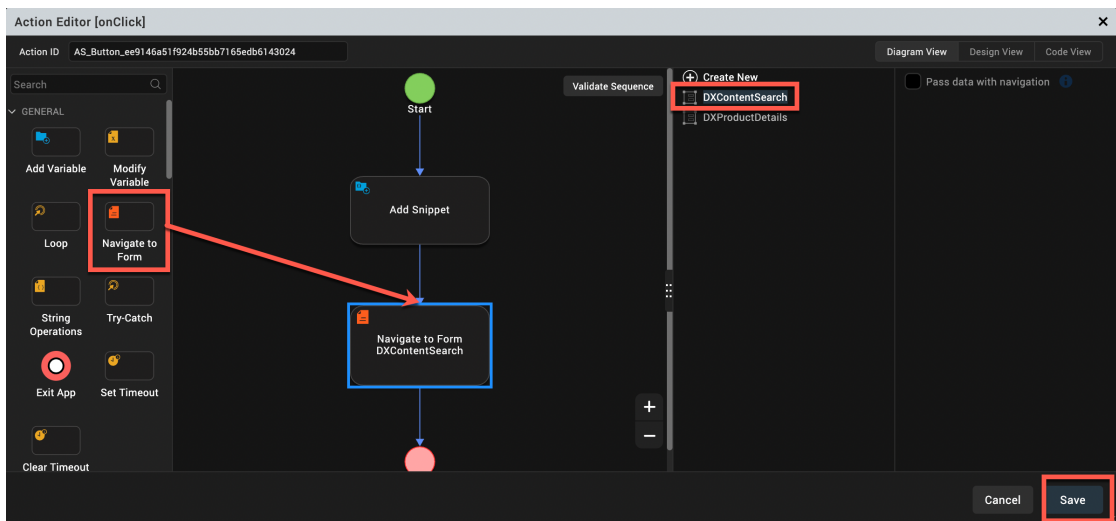 Action Editor [onClick]
Action ID AS_Button_ee9146a51f924b55bb7165edb6143024
Diagram View Design View Code View
Search
GENERAL
Add Variable
Modify
Variable
Loop
Navigate to
Form
String
Operations
Try-Catch
Exit App
Set Timeout
Clear Timeout
Start
Validate Sequence
Add Snippet
Navigate to Form
DXContentSearch
Create New
DXContentSearch
DXProductDetails
Pass data with navigation
Cancel
Save